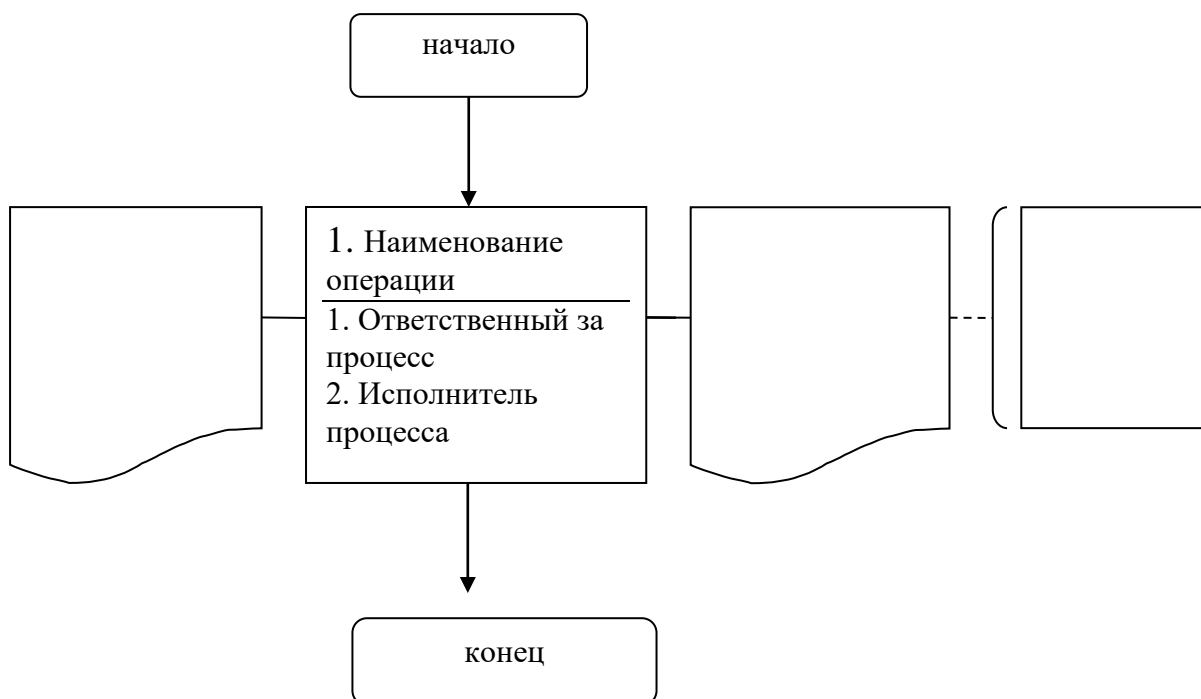 начало
1. Наименование
операции
1. Ответственный за
процесс
2. Исполнитель
процесса
конец